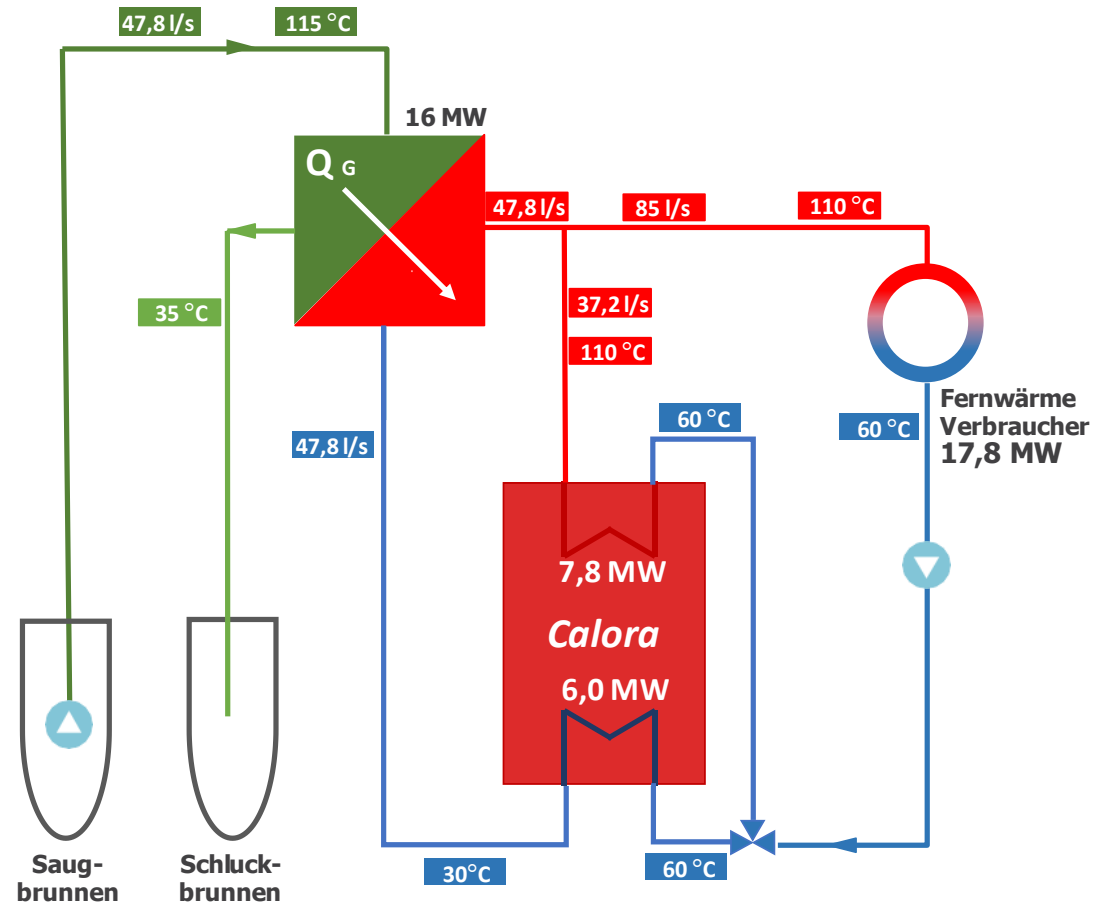 47,8 l/s
115 °C
16 MW
Q G
47,8 l/s
85 l/s
110 °C
35 °C
37,2 l/s
110 °C
60 °C
60 °C
Fernwärme
Verbraucher
17,8 MW
47,8 l/s
7,8 MW
Calora
6,0 MW
30°C
60 °C
Saug-
brunnen
Schluck-
brunnen